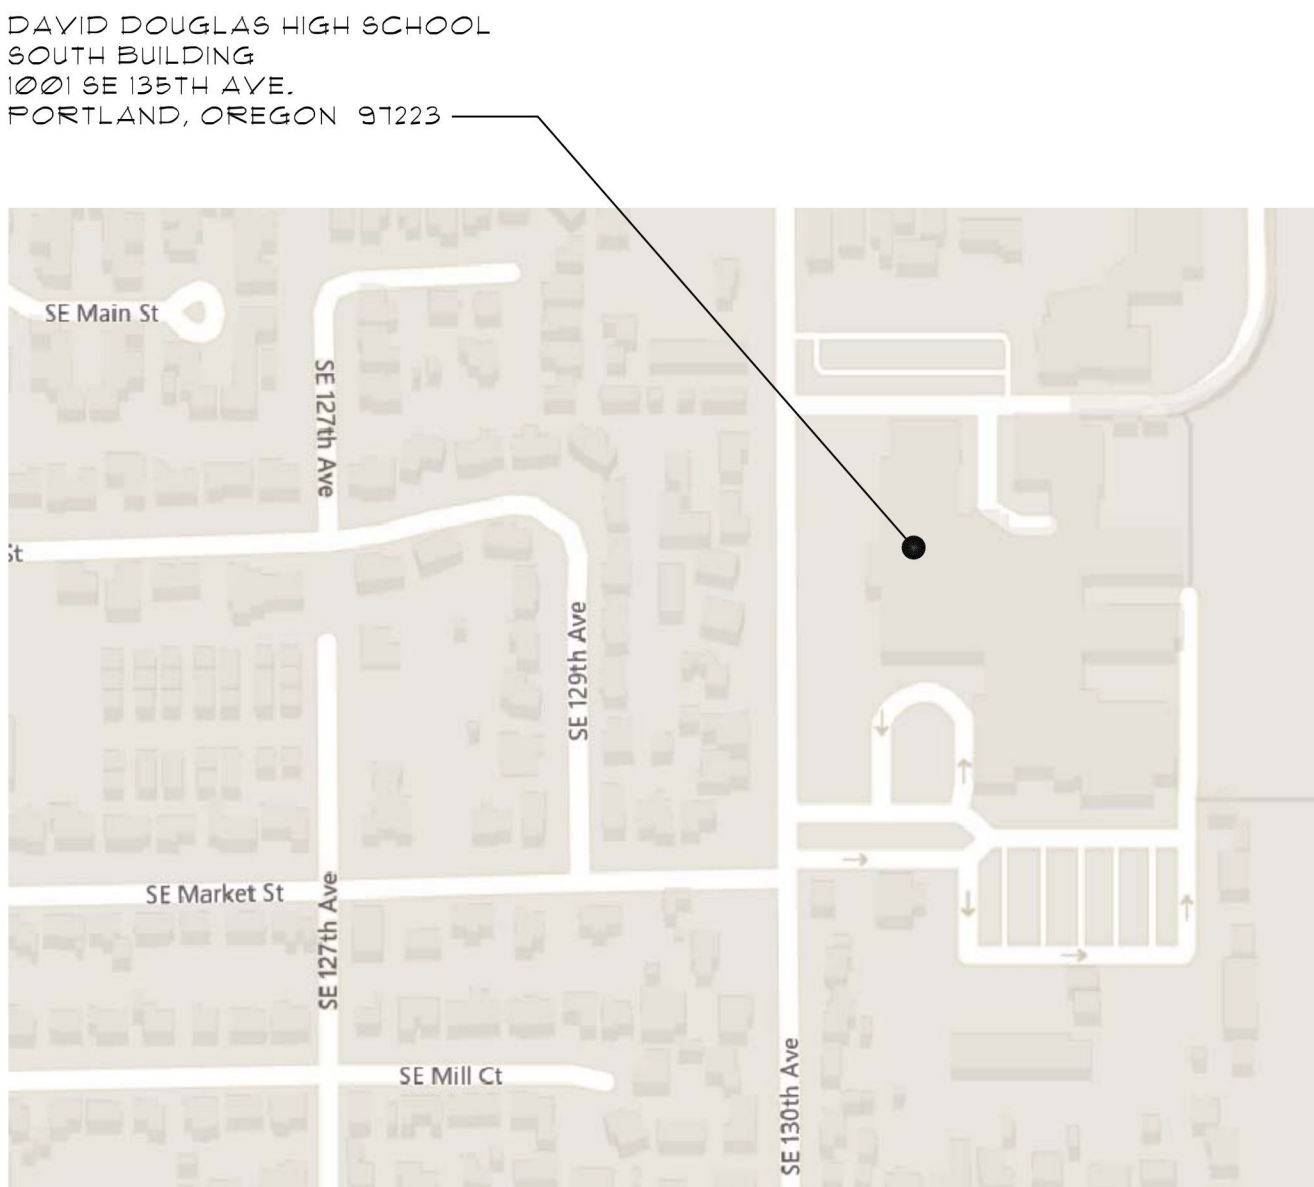 DAVID DOUGLAS HIGH SCHOOL
SOUTH BUILDING
1001 SE 135TH AVE.
PORTLAND, OREGON 97223
SE Main St
SE 127th Ave
St
SE 129th Ave
SE Market St
SE 127th Ave
SE Mill Ct
SE 130th Ave